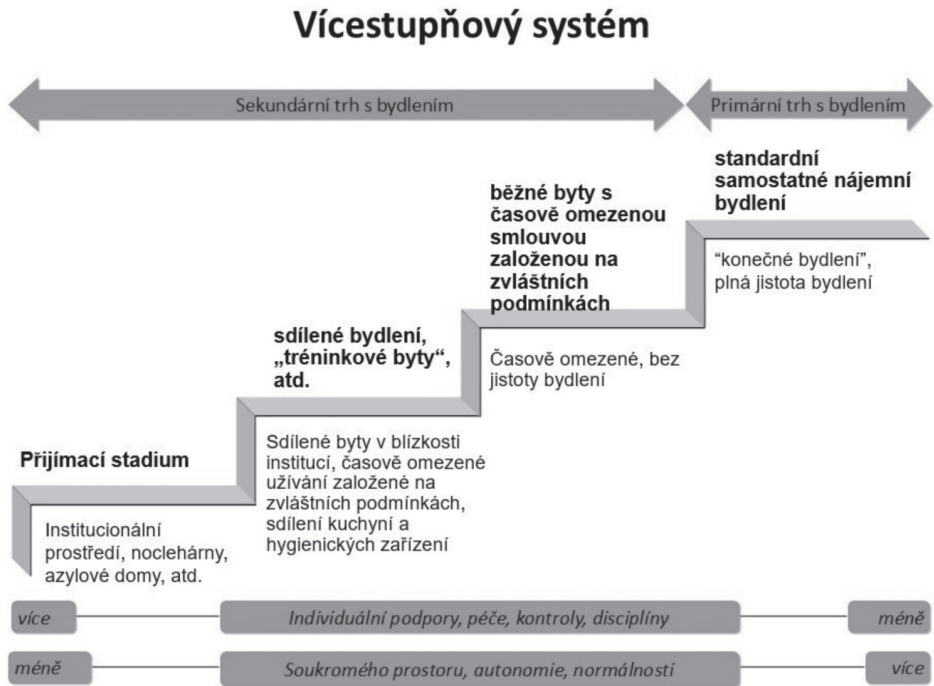 Vícestupňový systém
Sekundární trh s bydlením
Primární trh s bydlením
standardní
samostatné nájemní
bydlení
běžné byty s
časově omezenou
smlouvou
založenou na
zvláštních
podmínkách
"konečné bydlení",
plná jistota bydlení
sdílené bydlení,
„tréninkové byty“,
atd.
Časově omezené, bez
jistoty bydlení
Přijímací stadium
Sdílené byty v blízkosti
institucí, časově omezené
užívání založené na
zvláštních podmínkách,
sdílení kuchyní a
hygienických zařízení
Institucionální
prostředí, noclehárny,
azylové domy, atd.
více
Individuální podpory, péče, kontroly, disciplíny
méně
méně
Soukromého prostoru, autonomie, normálnosti
více